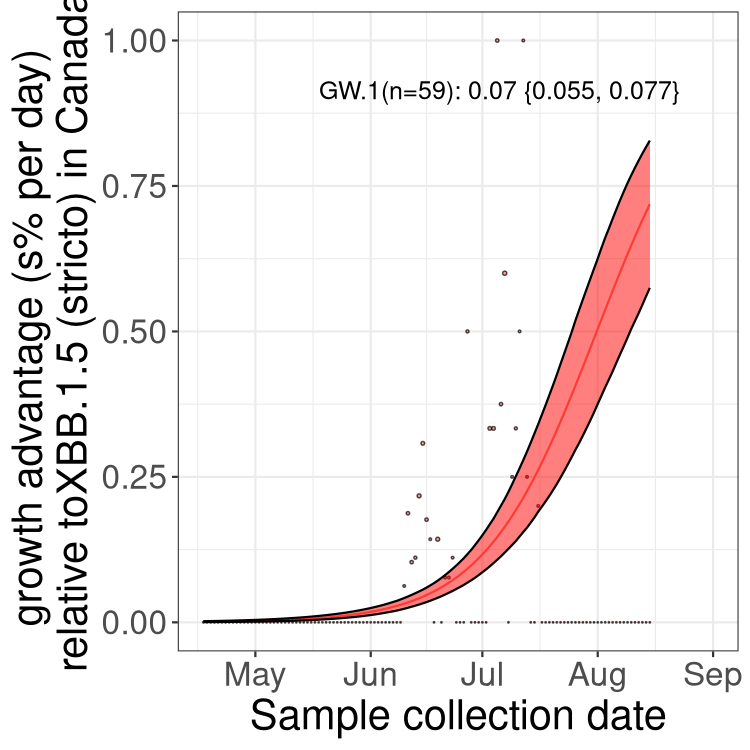 growth advantage (s% per day)
relative toXBB.1.5 (stricto) in Canada
1.00
0.75
0.50
0.25
0.00
GW.1(n=59): 0.07 {0.055, 0.077}
May Jun Jul Aug Sep
Sample collection date